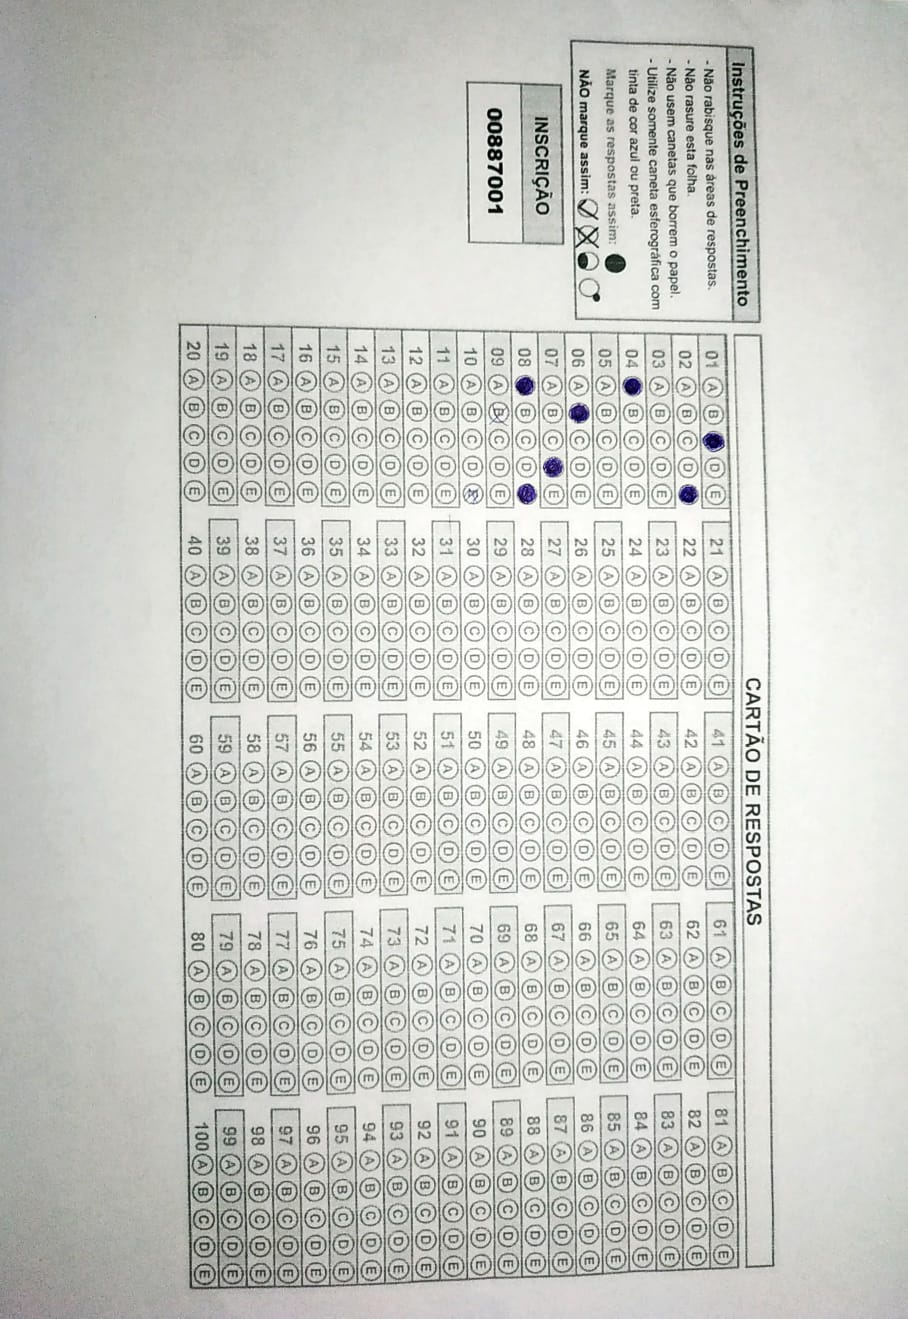 Instruções de Preenchimento
- Não rabisque nas áreas de respostas.
- Não rasure esta folha.
- Não usem canetas que borrem o papel.
- Utilize somente caneta esferográfica com
tinta de cor azul ou preta.
Marque as respostas assim:
NÃO marque assim:
INSCRIÇÃO
00887001
CARTÃO DE RESPOSTAS
01 A B D E 21 A B C D E 41 A B C D E 61 A B C D E 81 A B C D E
02 A B C D 22 A B C D E 42 A B C D E 62 A B C D E 82 A B C D E
03 A B C D E 23 A B C D E 43 A B C D E 63 A B C D E 83 A B C D E
04 B C D E 24 A B C D E 44 A B C D E 64 A B C D E 84 A B C D E
05 A B C D E 25 A B C D E 45 A B C D E 65 A B C D E 85 A B C D E
06 A C D E 26 A B C D E 46 A B C D E 66 A B C D E 86 A B C D E
07 A B C E 27 A B C D E 47 A B C D E 67 A B C D E 87 A B C D E
08 B C D 28 A B C D E 48 A B C D E 68 A B C D E 88 A B C D E
09 A B C D E 29 A B C D E 49 A B C D E 69 A B C D E 89 A B C D E
10 A B C D E 30 A B C D E 50 A B C D E 70 A B C D E 90 A B C D E
11 A B C D E 31 A B C D E 51 A B C D E 71 A B C D E 91 A B C D E
12 A B C D E 32 A B C D E 52 A B C D E 72 A B C D E 92 A B C D E
13 A B C D E 33 A B C D E 53 A B C D E 73 A B C D E 93 A B C D E
14 A B C D E 34 A B C D E 54 A B C D E 74 A B C D E 94 A B C D E
15 A B C D E 35 A B C D E 55 A B C D E 75 A B C D E 95 A B C D E
16 A B C D E 36 A B C D E 56 A B C D E 76 A B C D E 96 A B C D E
17 A B C D E 37 A B C D E 57 A B C D E 77 A B C D E 97 A B C D E
18 A B C D E 38 A B C D E 58 A B C D E 78 A B C D E 98 A B C D E
19 A B C D E 39 A B C D E 59 A B C D E 79 A B C D E 99 A B C D E
20 A B C D E 40 A B C D E 60 A B C D E 80 A B C D E 100 A B C D E